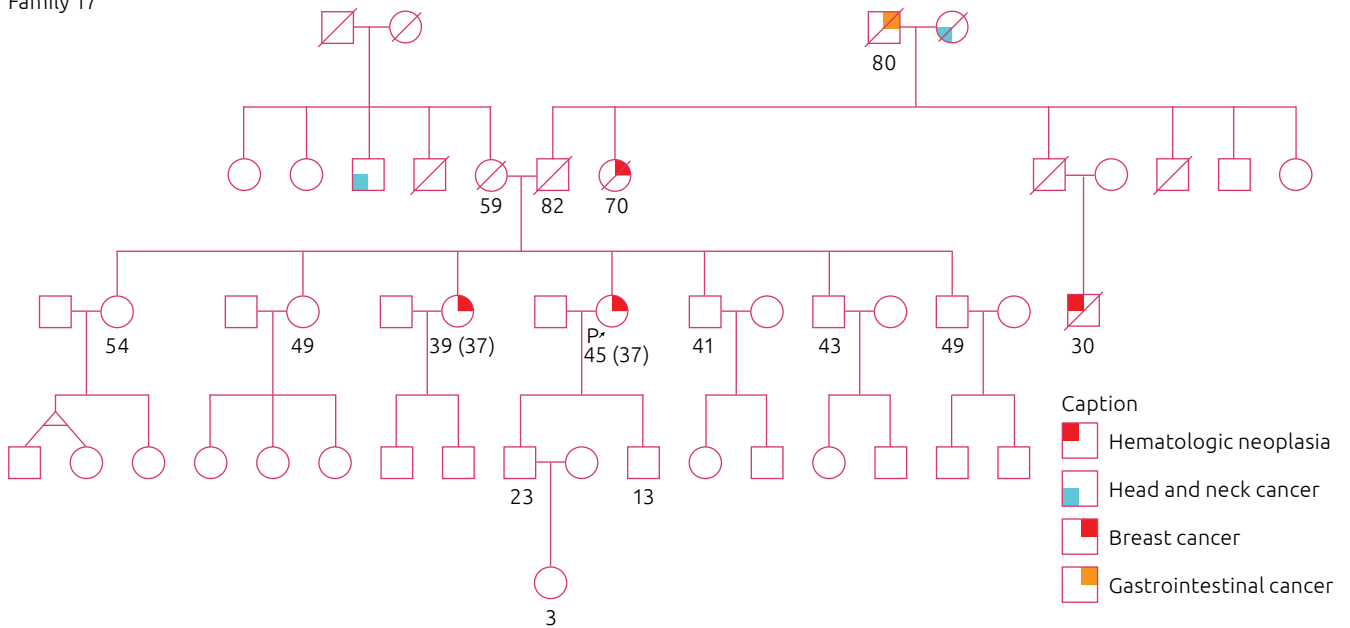 Family 17
80
59
82
70
54
49
39 (37)
P
45 (37)
41
43
49
30
Caption
Hematologic neoplasia
Head and neck cancer
Breast cancer
Gastrointestinal cancer
23
13
3